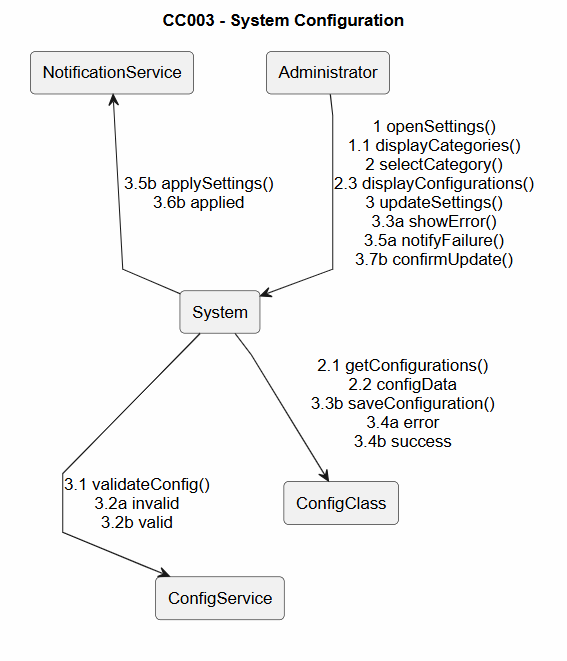 CC003 - System Configuration
NotificationService
Administrator
1 openSettings()
1.1 displayCategories()
2 selectCategory()
2.3 displayConfigurations()
3 updateSettings()
3.3a showError()
3.5a notifyFailure()
3.7b confirmUpdate()
3.5b applySettings()
3.6b applied
System
2.1 getConfigurations()
2.2 configData
3.3b saveConfiguration()
3.4a error
3.4b success
3.1 validateConfig()
3.2a invalid
3.2b valid
ConfigClass
ConfigService